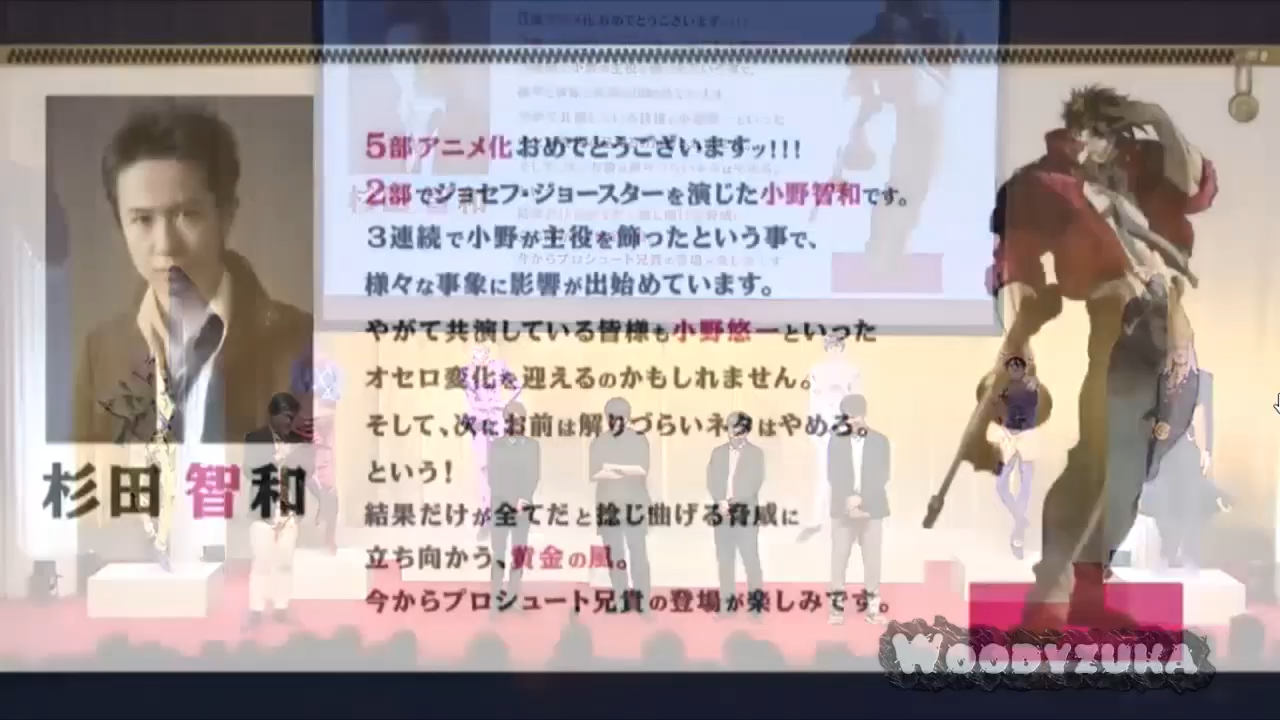 5部アニメ化おめでとうございますッ!!!
2部でジョセフ・ジョースターを演じた小野智和です。
3連続で小野が主役を飾ったという事で、
様々な事象に影響が出始めています。
やがて共演している皆様も小野悠一といった
オセロ変化を迎えるのかもしれません。
そして、次にお前は解りづらいネタはやめろ。
という!
結果だけが全てだと捻じ曲げる脅威に
立ち向かう、黄金の風。
今からプロシュート兄貴の登場が楽しみです。
杉田智和
WOODYZUKA